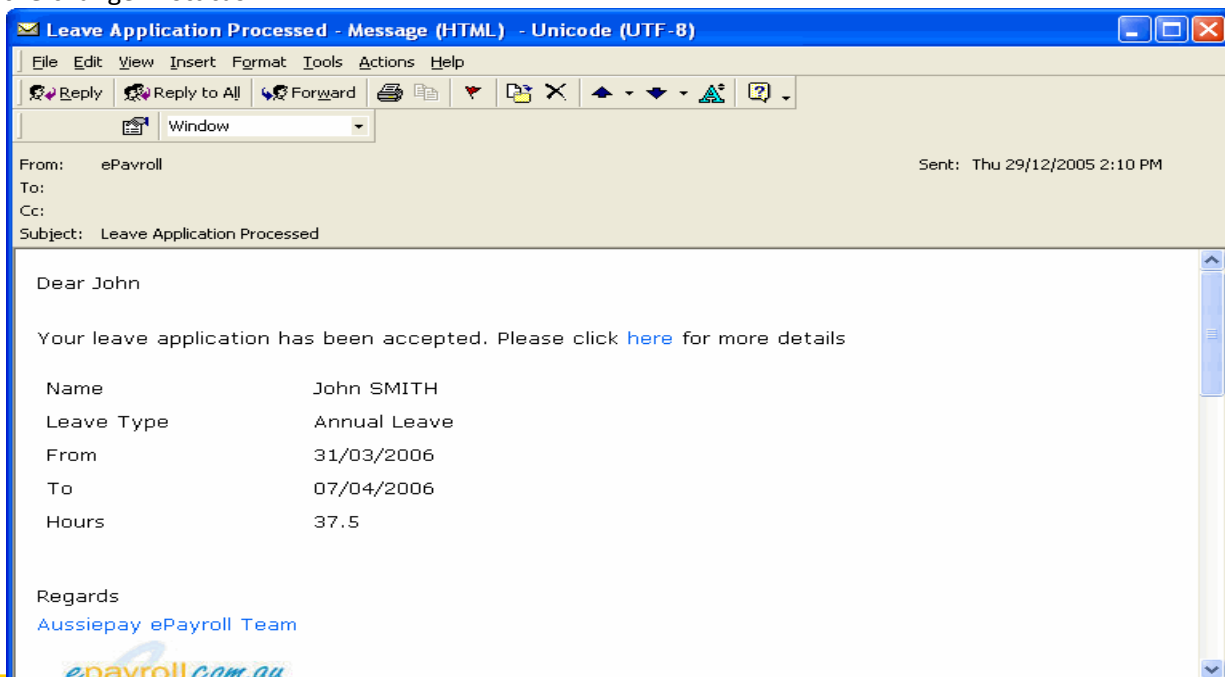 Leave Application Processed - Message (HTML) - Unicode (UTF-8)
File Edit View Insert Format Tools Actions Help
Reply Reply to All Forward
Window
From: ePayroll Sent: Thu 29/12/2005 2:10 PM
To:
Cc:
Subject: Leave Application Processed
Dear John
Your leave application has been accepted. Please click here for more details
Name John SMITH
Leave Type Annual Leave
From 31/03/2006
To 07/04/2006
Hours 37.5
Regards
Aussiepay ePayroll Team
epayroll.com.au